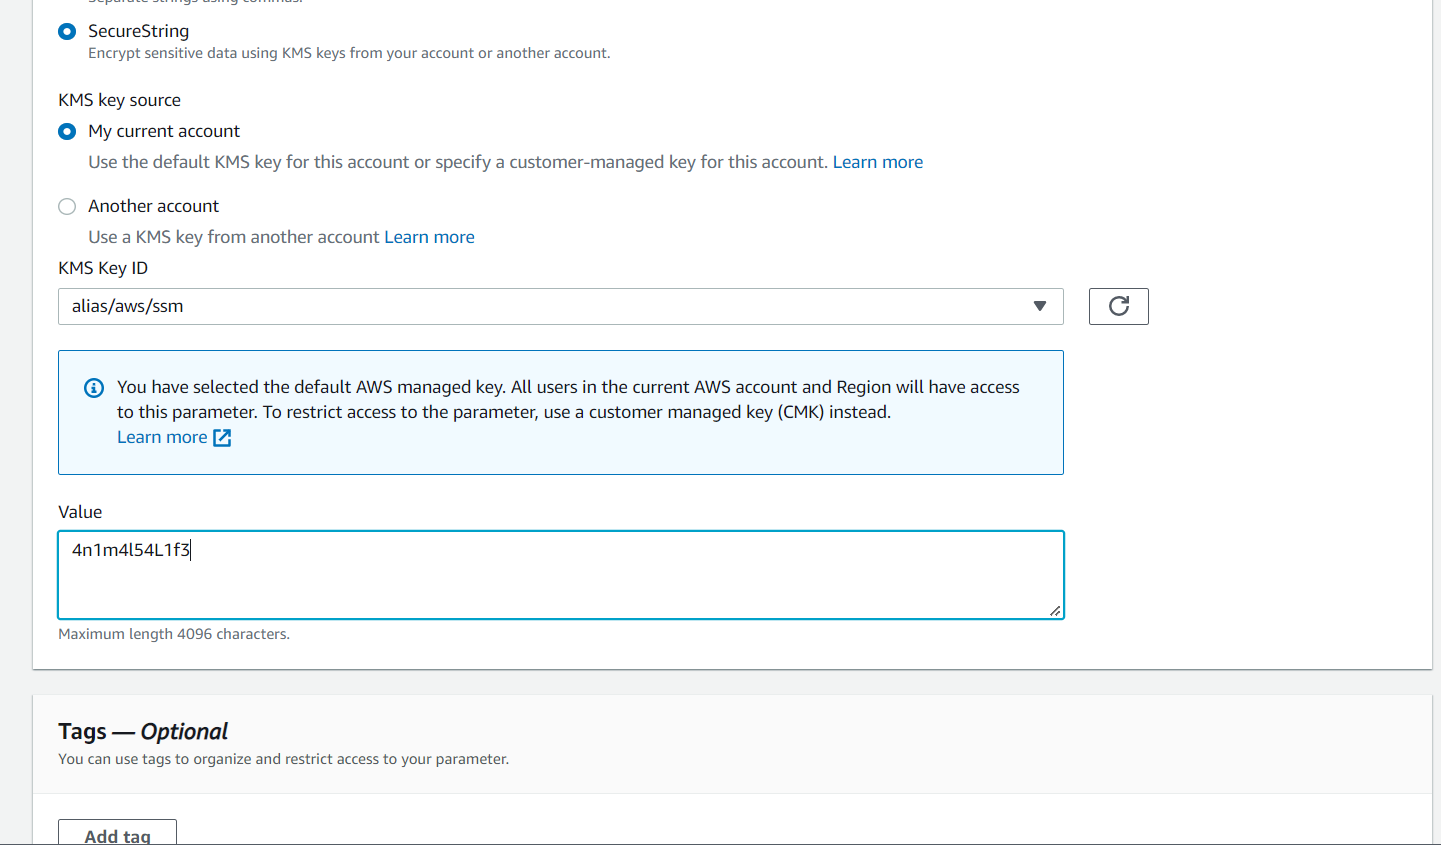 Separate strings using commas.
SecureString
Encrypt sensitive data using KMS keys from your account or another account.
KMS key source
My current account
Use the default KMS key for this account or specify a customer-managed key for this account. Learn more
Another account
Use a KMS key from another account Learn more
KMS Key ID
alias/aws/ssm
You have selected the default AWS managed key. All users in the current AWS account and Region will have access
to this parameter. To restrict access to the parameter, use a customer managed key (CMK) instead.
Learn more
Value
4n1m4l54L1f3
Maximum length 4096 characters.
Tags — Optional
You can use tags to organize and restrict access to your parameter.
Add tag